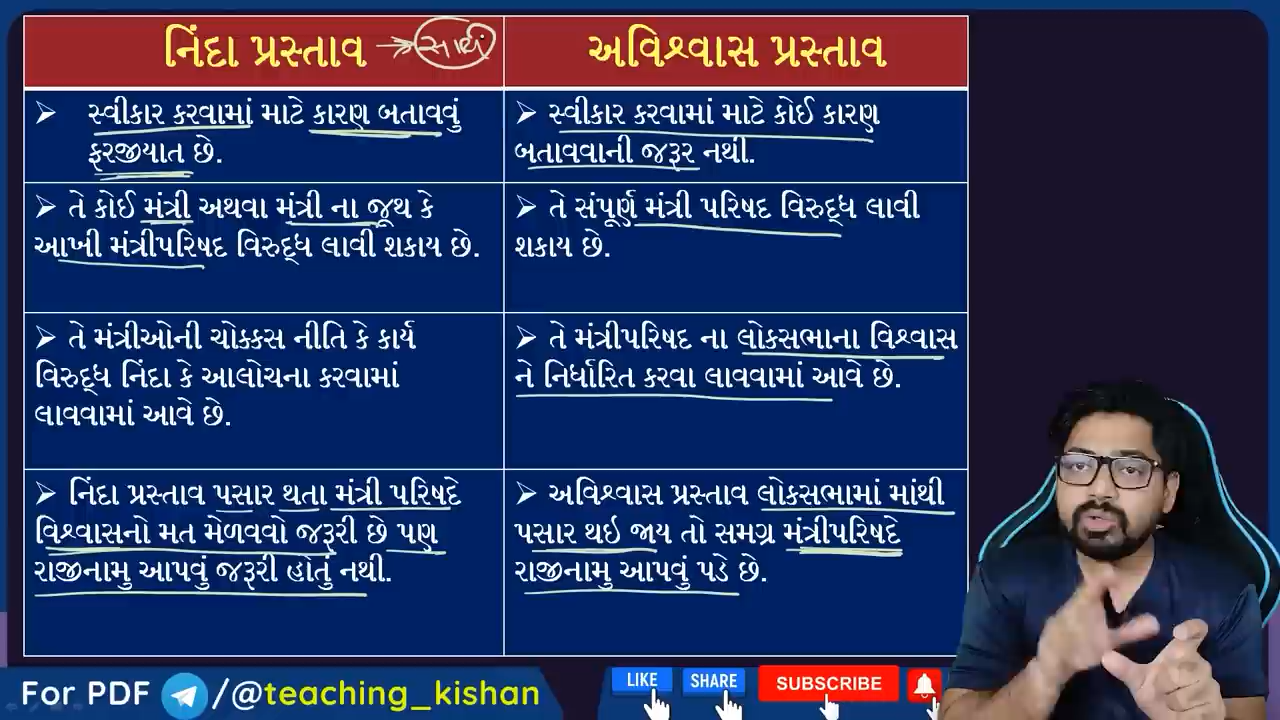 નિંદા પ્રસ્તાવ
અવિશ્વાસ પ્રસ્તાવ
➢ સ્વીકાર કરવામાં માટે કારણ બતાવવું
ફરજીયાત છે.
➢ સ્વીકાર કરવામાં માટે કોઈ કારણ
બતાવવાની જરૂર નથી.
➢ તે કોઈ મંત્રી અથવા મંત્રી ના જૂથ કે
આખી મંત્રીપરિષદ વિરુદ્ધ લાવી શકાય છે.
➢ તે સંપૂર્ણ મંત્રી પરિષદ વિરુદ્ધ લાવી
શકાય છે.
➢ તે મંત્રીઓની ચોક્કસ નીતિ કે કાર્ય
વિરુદ્ધ નિંદા કે આલોચના કરવામાં
લાવવામાં આવે છે.
➢ તે મંત્રીપરિષદ ના લોકસભાના વિશ્વાસ
ને નિર્ધારિત કરવા લાવવામાં આવે છે.
➢ નિંદા પ્રસ્તાવ પસાર થતા મંત્રી પરિષદે
વિશ્વાસનો મત મેળવવો જરૂરી છે પણ
રાજીનામુ આપવું જરૂરી હોતું નથી.
➢ અવિશ્વાસ પ્રસ્તાવ લોકસભામાં માંથી
પસાર થઇ જાય તો સમગ્ર મંત્રીપરિષદે
રાજીનામુ આપવું પડે છે.
For PDF /@teaching_kishan
LIKE SHARE SUBSCRIBE